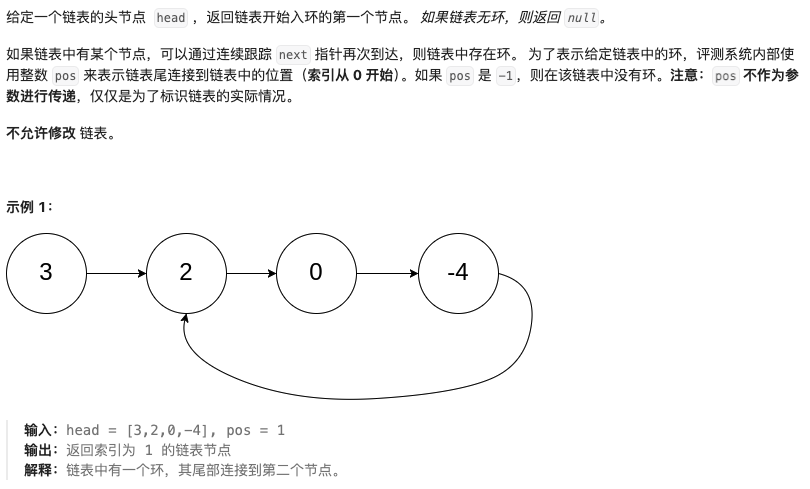 给定一个链表的头节点 head ，返回链表开始入环的第一个节点。 如果链表无环，则返回 null。
如果链表中有某个节点，可以通过连续跟踪 next 指针再次到达，则链表中存在环。 为了表示给定链表中的环，评测系统内部使
用整数 pos 来表示链表尾连接到链表中的位置（索引从 0 开始）。如果 pos 是 -1，则在该链表中没有环。注意：pos 不作为参
数进行传递，仅仅是为了标识链表的实际情况。
不允许修改 链表。
示例 1：
3 2 0 -4
输入：head = [3,2,0,-4], pos = 1
输出：返回索引为 1 的链表节点
解释：链表中有一个环，其尾部连接到第二个节点。